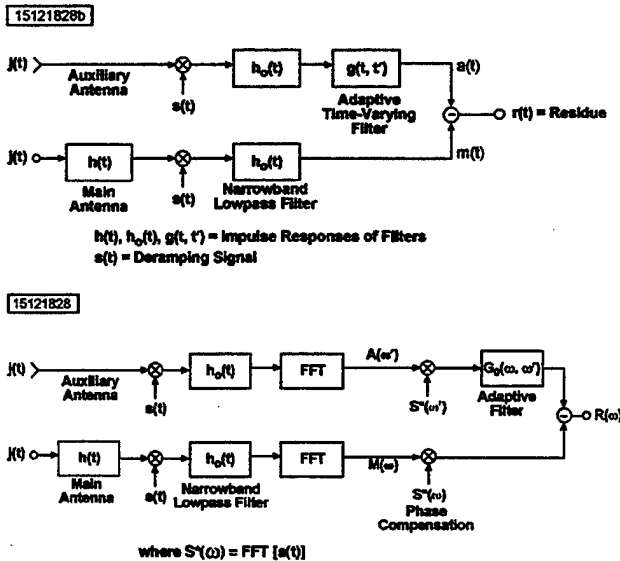 15121828b
j(t)
Auxiliary
Antenna
s(t)
h₀(t)
g(t, t')
Adaptive
Time-Varying
Filter
a(t)
r(t) = Residue
j(t)
h(t)
Main
Antenna
s(t)
h₀(t)
Narrowband
Lowpass Filter
m(t)
h(t), h₀(t), g(t, t') = Impulse Responses of Filters
s(t) = Deramping Signal
15121828
j(t)
Auxiliary
Antenna
s(t)
h₀(t)
FFT
A(ω')
S*(ω')
G₀(ω, ω')
Adaptive
Filter
R(ω)
j(t)
h(t)
Main
Antenna
s(t)
h₀(t)
Narrowband
Lowpass Filter
FFT
M(ω)
S*(ω)
Phase
Compensation
where S*(ω) = FFT [s(t)]